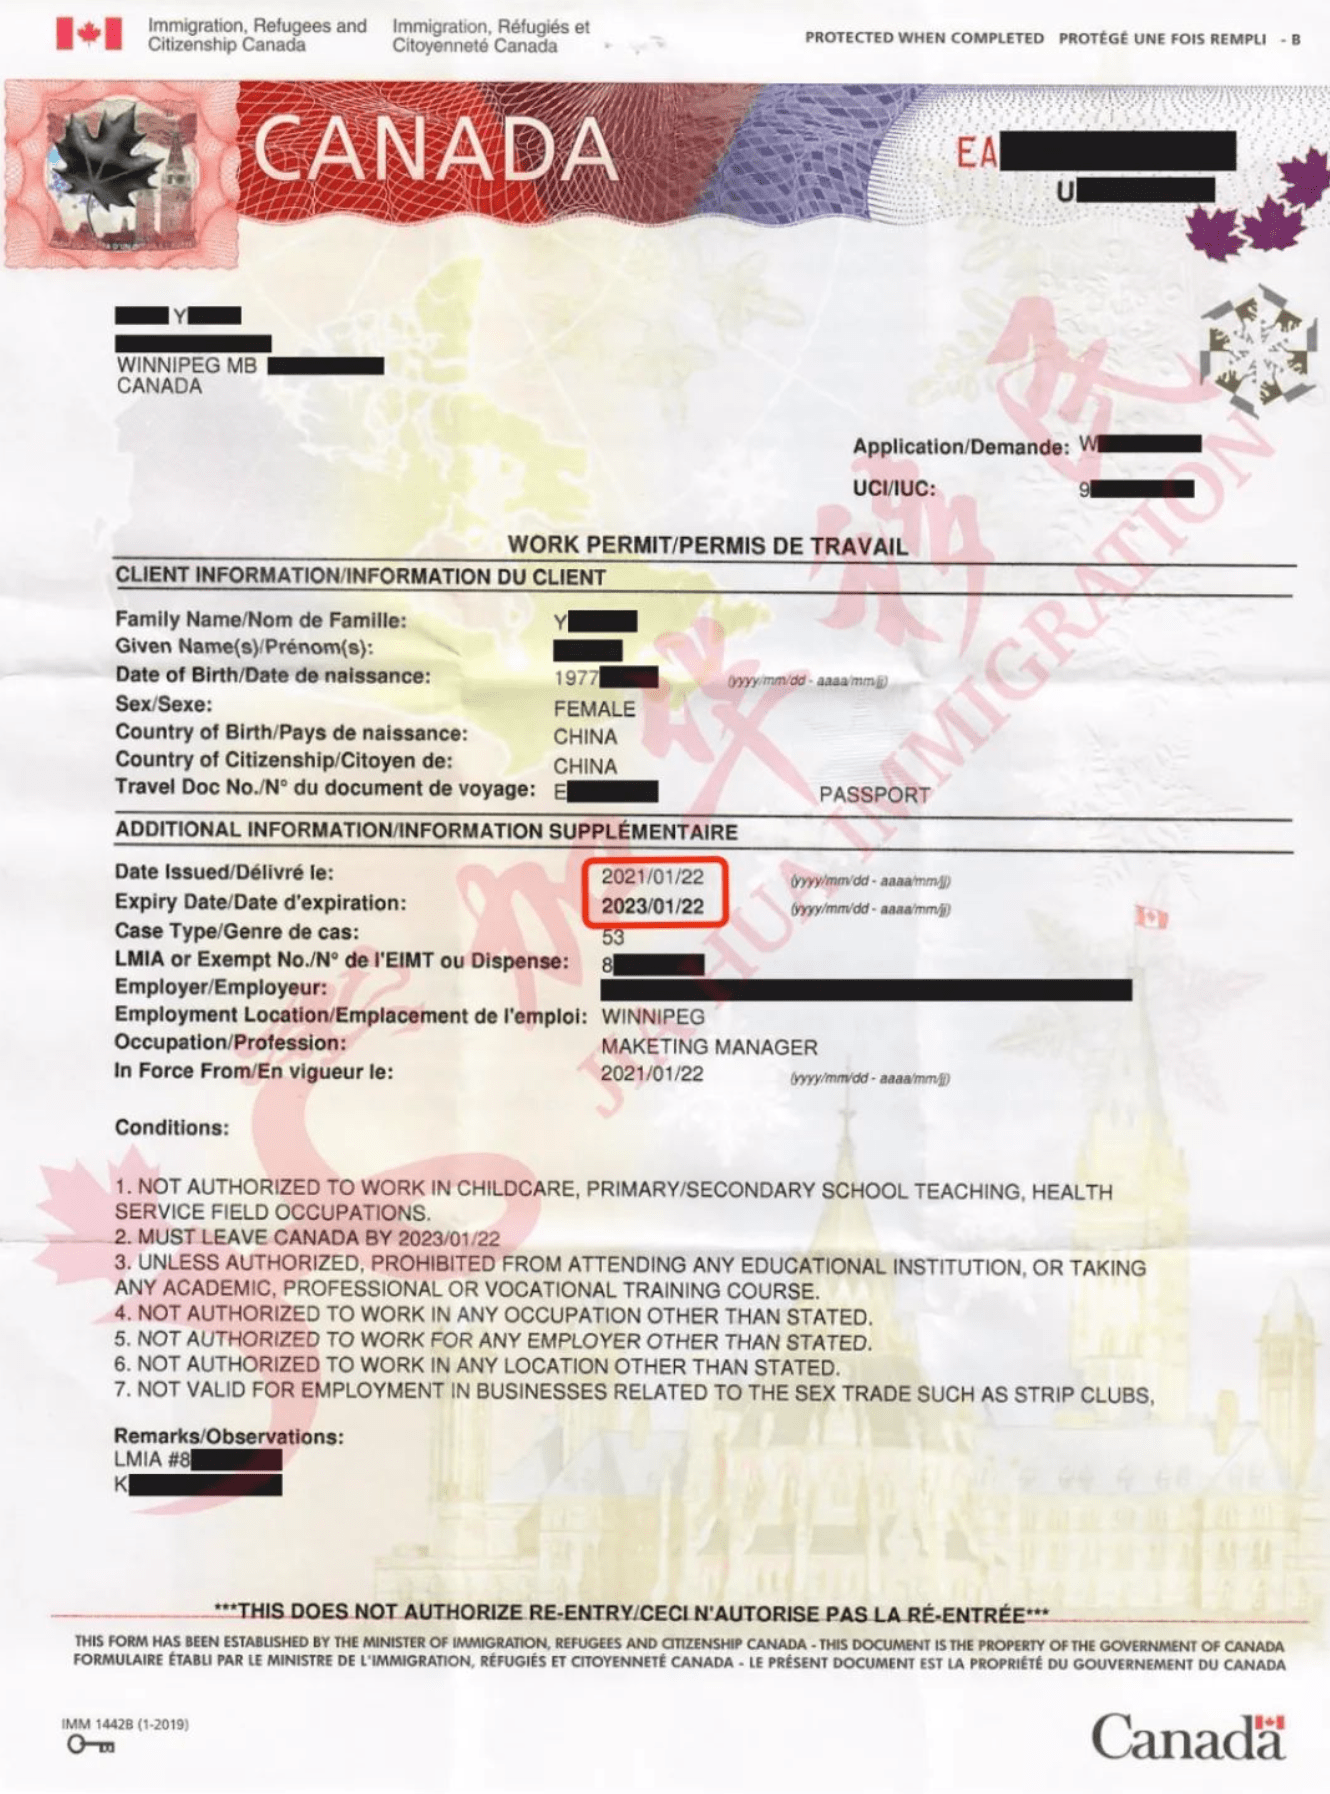 Immigration, Refugees and Citizenship Canada
Immigration, Réfugiés et Citoyenneté Canada
PROTECTED WHEN COMPLETED PROTÉGÉ UNE FOIS REMPLI - B
CANADA
EA
U
Y
WINNIPEG MB
CANADA
Application/Demande: W
UCI/IUC: 9
WORK PERMIT/PERMIS DE TRAVAIL
CLIENT INFORMATION/INFORMATION DU CLIENT
Family Name/Nom de Famille: Y
Given Name(s)/Prénom(s):
Date of Birth/Date de naissance: 1977 (yyyy/mm/dd - aaaa/mm/jj)
Sex/Sexe: FEMALE
Country of Birth/Pays de naissance: CHINA
Country of Citizenship/Citoyen de: CHINA
Travel Doc No./N° du document de voyage: E PASSPORT
ADDITIONAL INFORMATION/INFORMATION SUPPLÉMENTAIRE
Date Issued/Délivré le: 2021/01/22 (yyyy/mm/dd - aaaa/mm/jj)
Expiry Date/Date d'expiration: 2023/01/22 (yyyy/mm/dd - aaaa/mm/jj)
Case Type/Genre de cas: 53
LMIA or Exempt No./N° de l'EIMT ou Dispense: 8
Employer/Employeur:
Employment Location/Emplacement de l'emploi: WINNIPEG
Occupation/Profession: MAKETING MANAGER
In Force From/En vigueur le: 2021/01/22 (yyyy/mm/dd - aaaa/mm/jj)
加华移民
JIA HUA IMMIGRATION
Conditions:
1. NOT AUTHORIZED TO WORK IN CHILDCARE, PRIMARY/SECONDARY SCHOOL TEACHING, HEALTH
SERVICE FIELD OCCUPATIONS.
2. MUST LEAVE CANADA BY 2023/01/22
3. UNLESS AUTHORIZED, PROHIBITED FROM ATTENDING ANY EDUCATIONAL INSTITUTION, OR TAKING
ANY ACADEMIC, PROFESSIONAL OR VOCATIONAL TRAINING COURSE.
4. NOT AUTHORIZED TO WORK IN ANY OCCUPATION OTHER THAN STATED.
5. NOT AUTHORIZED TO WORK FOR ANY EMPLOYER OTHER THAN STATED.
6. NOT AUTHORIZED TO WORK IN ANY LOCATION OTHER THAN STATED.
7. NOT VALID FOR EMPLOYMENT IN BUSINESSES RELATED TO THE SEX TRADE SUCH AS STRIP CLUBS,
Remarks/Observations:
LMIA #8
K
***THIS DOES NOT AUTHORIZE RE-ENTRY/CECI N'AUTORISE PAS LA RÉ-ENTRÉE***
THIS FORM HAS BEEN ESTABLISHED BY THE MINISTER OF IMMIGRATION, REFUGEES AND CITIZENSHIP CANADA - THIS DOCUMENT IS THE PROPERTY OF THE GOVERNMENT OF CANADA
FORMULAIRE ÉTABLI PAR LE MINISTRE DE L'IMMIGRATION, RÉFUGIÉS ET CITOYENNETÉ CANADA - LE PRÉSENT DOCUMENT EST LA PROPRIÉTÉ DU GOUVERNEMENT DU CANADA
IMM 1442B (1-2019)
Canada